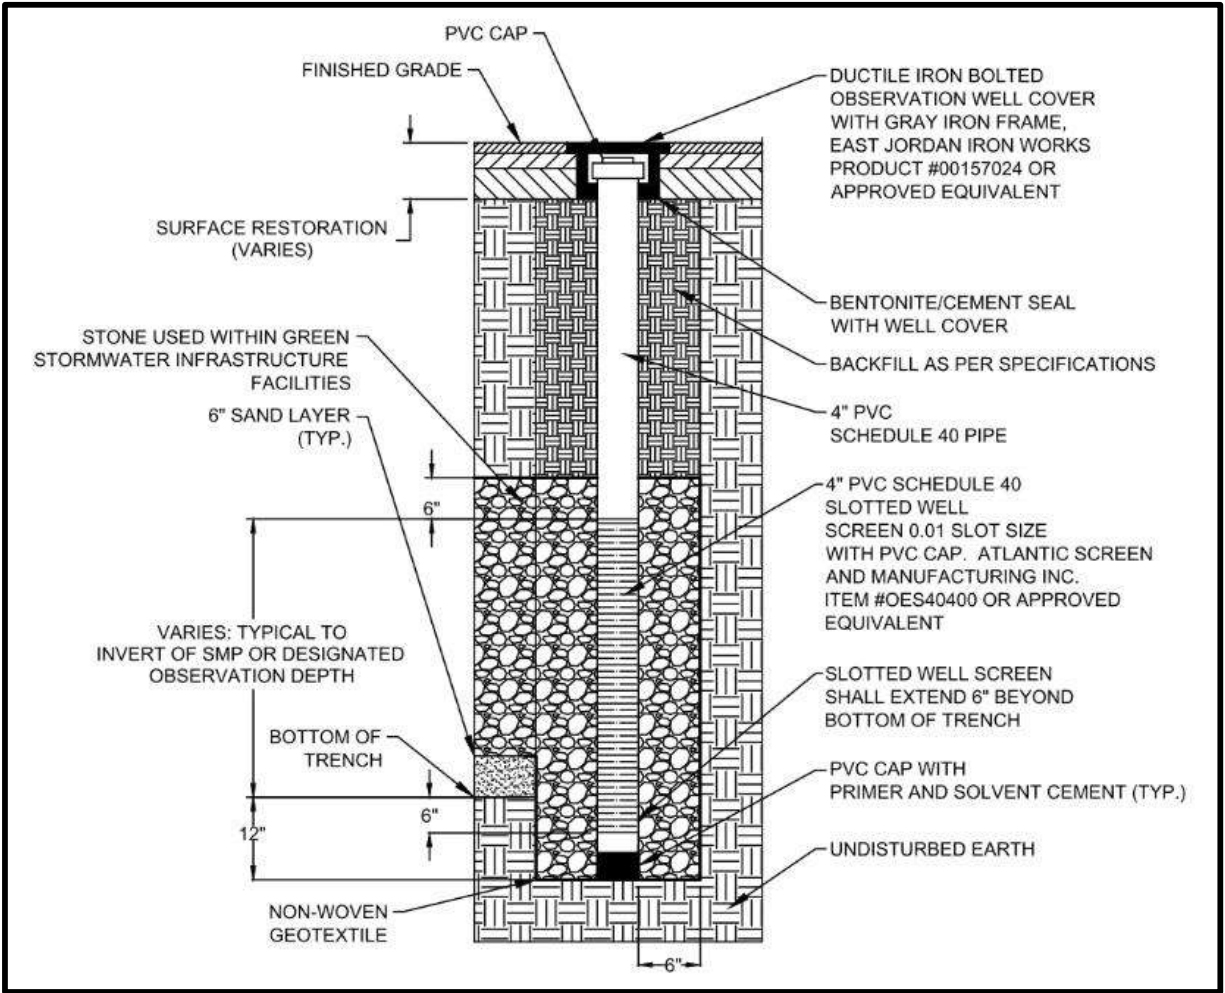 PVC CAP
FINISHED GRADE
SURFACE RESTORATION
(VARIES)
STONE USED WITHIN GREEN
STORMWATER INFRASTRUCTURE
FACILITIES
6" SAND LAYER
(TYP.)
6"
VARIES: TYPICAL TO
INVERT OF SMP OR DESIGNATED
OBSERVATION DEPTH
BOTTOM OF
TRENCH
6"
12"
NON-WOVEN
GEOTEXTILE
6"
DUCTILE IRON BOLTED
OBSERVATION WELL COVER
WITH GRAY IRON FRAME,
EAST JORDAN IRON WORKS
PRODUCT #00157024 OR
APPROVED EQUIVALENT
BENTONITE/CEMENT SEAL
WITH WELL COVER
BACKFILL AS PER SPECIFICATIONS
4" PVC
SCHEDULE 40 PIPE
4" PVC SCHEDULE 40
SLOTTED WELL
SCREEN 0.01 SLOT SIZE
WITH PVC CAP. ATLANTIC SCREEN
AND MANUFACTURING INC.
ITEM #OES40400 OR APPROVED
EQUIVALENT
SLOTTED WELL SCREEN
SHALL EXTEND 6" BEYOND
BOTTOM OF TRENCH
PVC CAP WITH
PRIMER AND SOLVENT CEMENT (TYP.)
UNDISTURBED EARTH